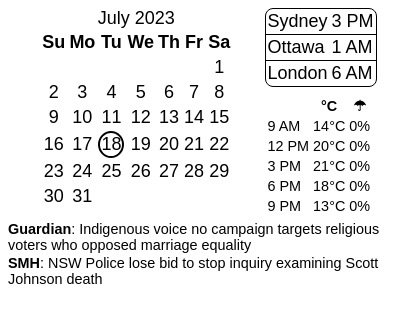 July 2023
Su Mo Tu We Th Fr Sa
1
2 3 4 5 6 7 8
9 10 11 12 13 14 15
16 17 18 19 20 21 22
23 24 25 26 27 28 29
30 31
Sydney 3 PM
Ottawa 1 AM
London 6 AM
°C ☂
9 AM 14°C 0%
12 PM 20°C 0%
3 PM 21°C 0%
6 PM 18°C 0%
9 PM 13°C 0%
Guardian: Indigenous voice no campaign targets religious
voters who opposed marriage equality
SMH: NSW Police lose bid to stop inquiry examining Scott
Johnson death